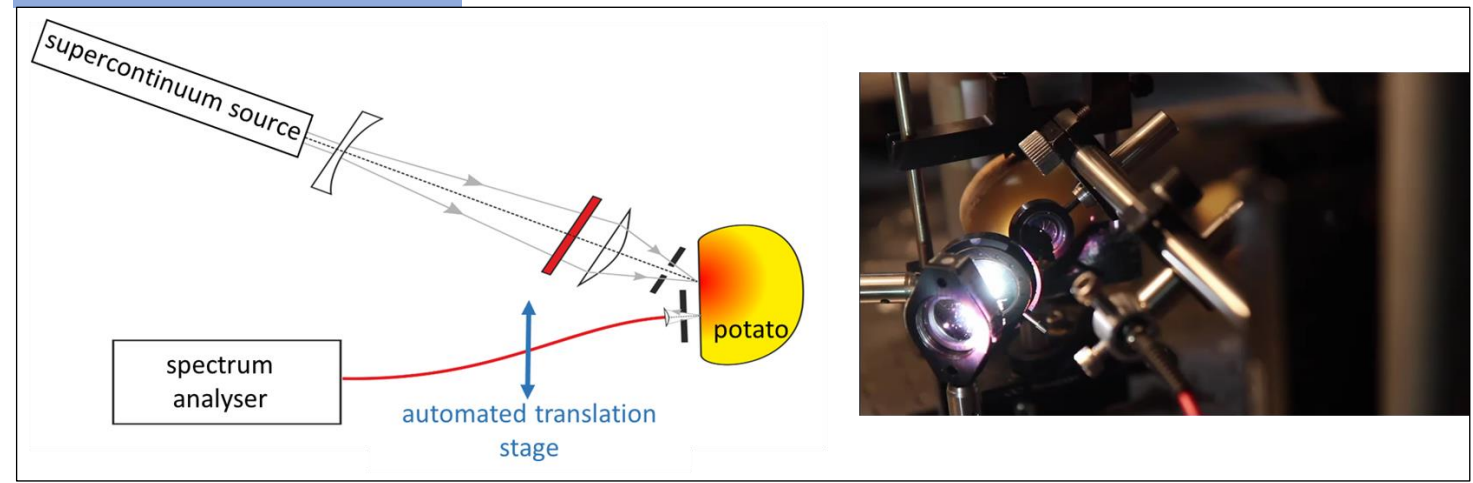 supercontinuum source
potato
spectrum
analyser
automated translation
stage